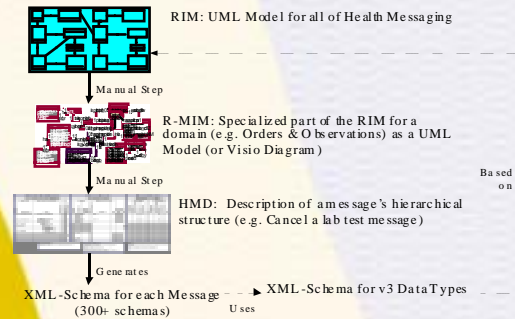 RIM: UML Model for all of Health Messaging
Manual Step
R-MIM: Specialized part of the RIM for a
domain (e.g. Orders & Observations) as a UML
Model (or Visio Diagram)
Manual Step
Based
on
HMD: Description of a message's hierarchical
structure (e.g. Cancel a lab test message)
Generates
XML-Schema for each Message
(300+ schemas)
Uses
XML-Schema for v3 DataTypes